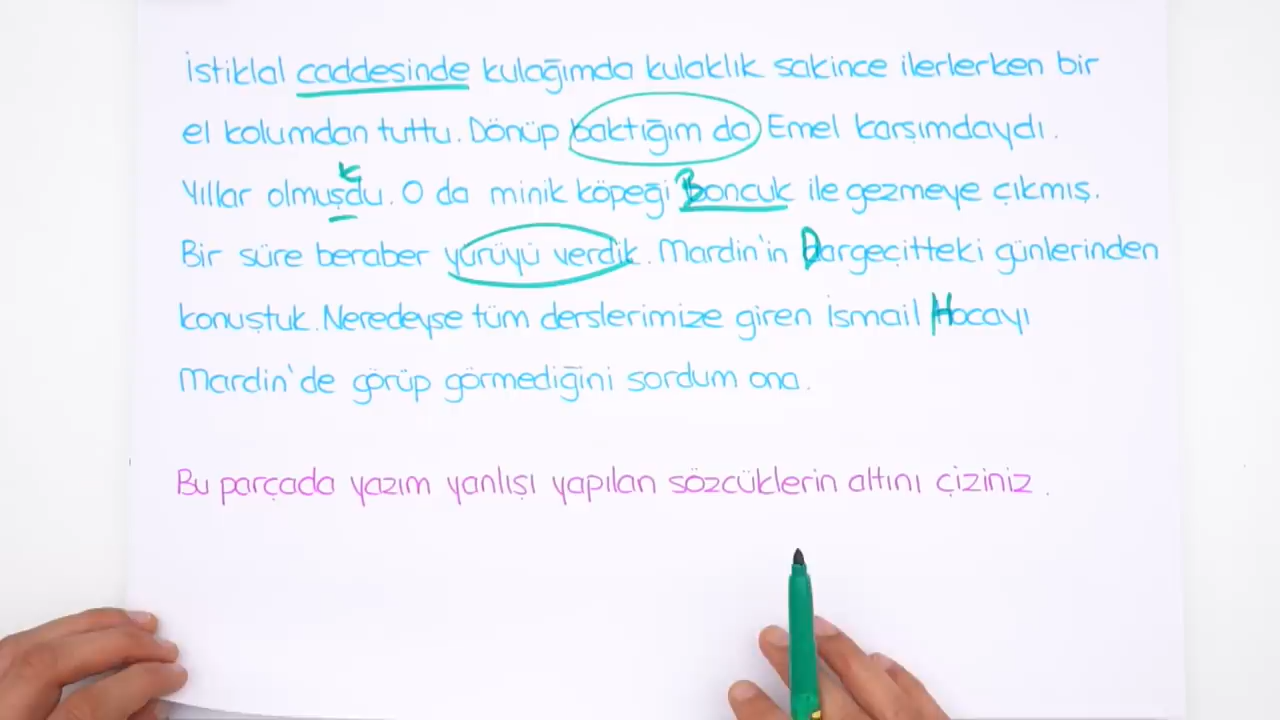 İstiklal caddesinde kulağımda kulaklık sakince ilerlerken bir
el kolumdan tuttu. Dönüp baktığım da Emel karşımdaydı.
Yıllar olmuşdu. O da minik köpeği Boncuk ile gezmeye çıkmış.
Bir süre beraber yürüyü verdik. Mardin'in Dargeçitteki günlerinden
konuştuk. Neredeyse tüm derslerimize giren İsmail Hocayı
Mardin'de görüp görmediğini sordum ona.
Bu parçada yazım yanlışı yapılan sözcüklerin altını çiziniz.